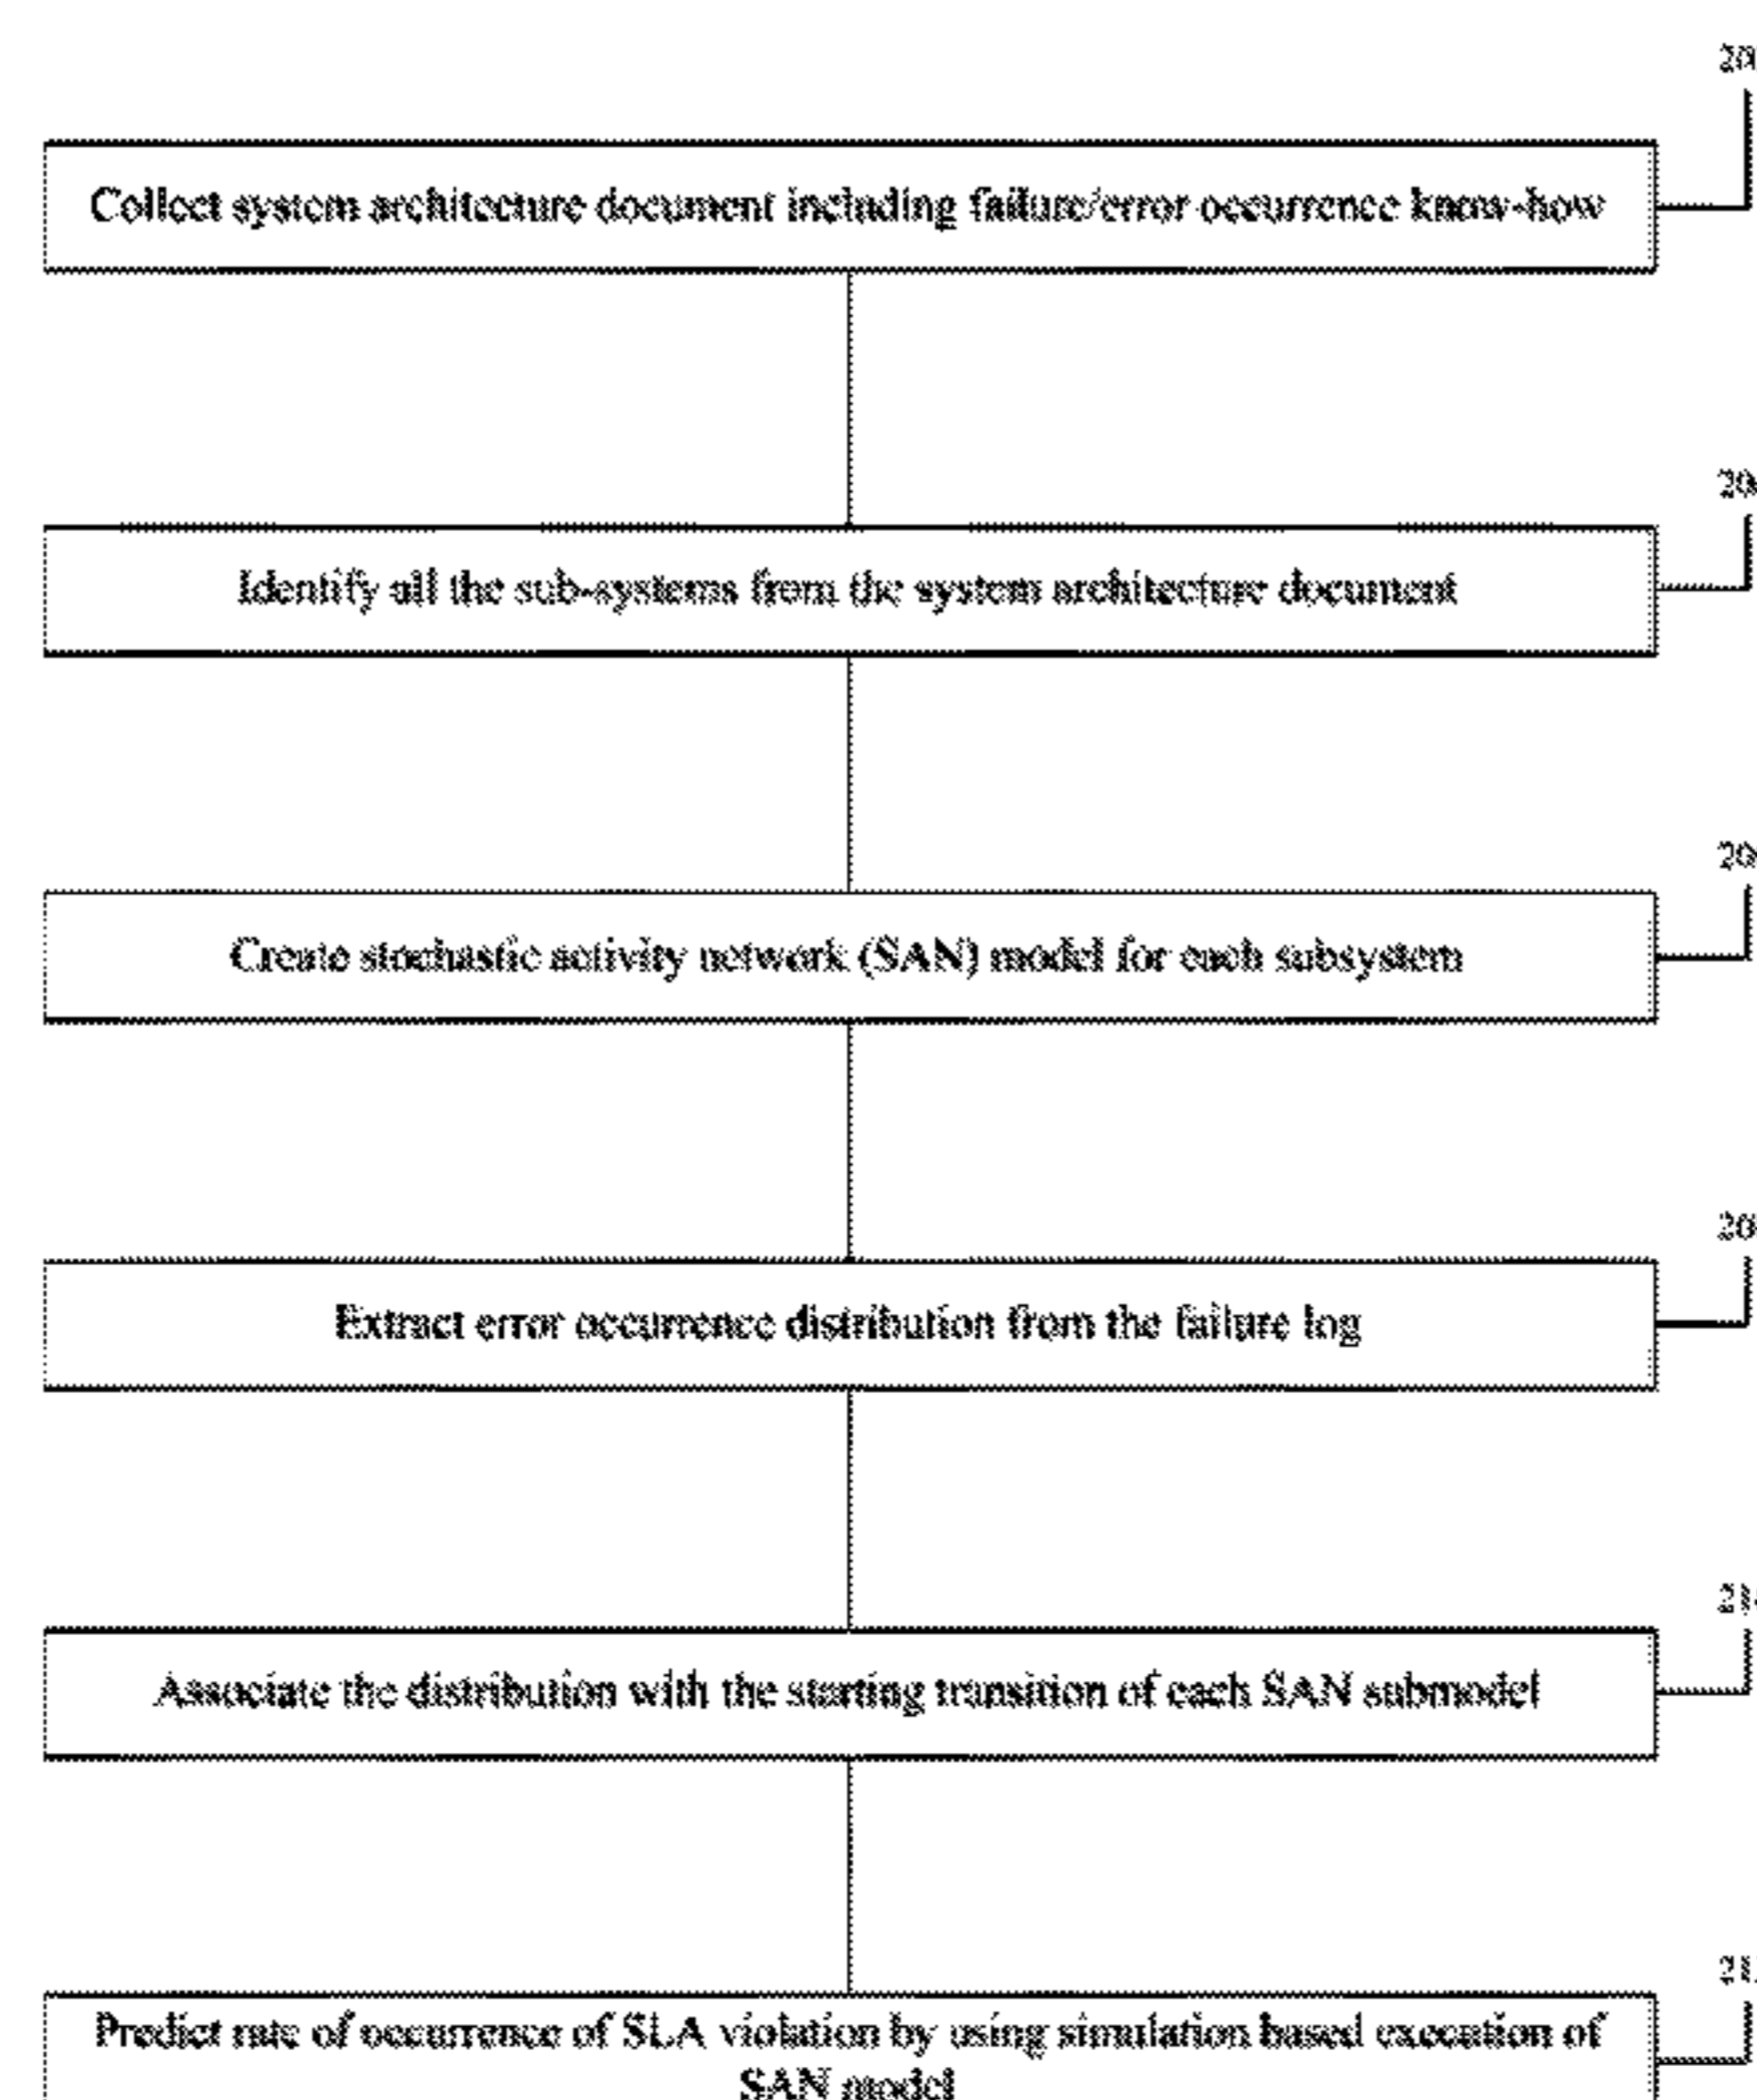 Collect system architecture document including failure/error occurrence know-how
Identify all the sub-systems from the system architecture document
Create stochastic activity network (SAN) model for each subsystem
Extract error occurrence distribution from the failure log
Associate the distribution with the starting transition of each SAN submodel
Predict rate of occurrence of SLA violation by using simulation based execution of
SAN model